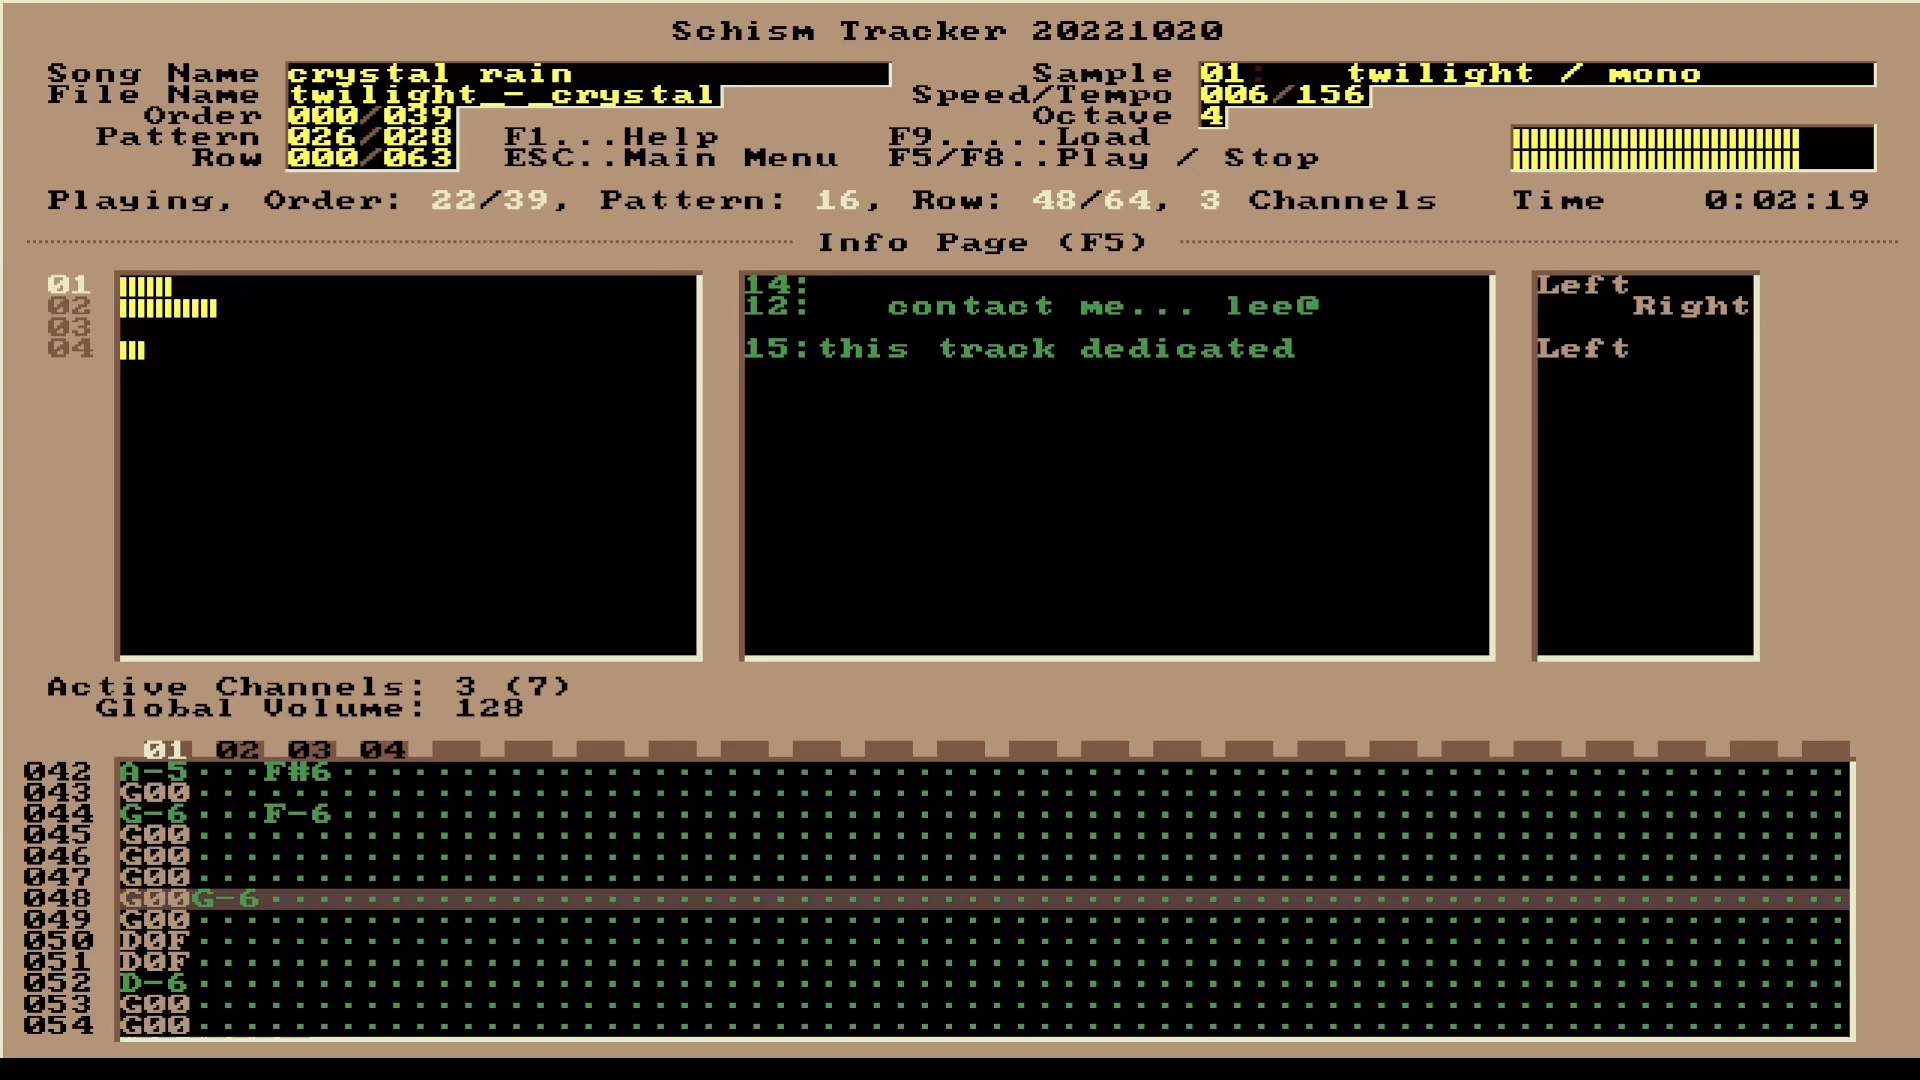 Schism Tracker 20221020
Song Name crystal rain Sample 01: twilight / mono
File Name twilight_-_crystal Speed/Tempo 006/156
Order 000/039 Octave 4
Pattern 026/028 F1...Help F9.....Load
Row 000/063 ESC..Main Menu F5/F8..Play / Stop
Playing, Order: 22/39, Pattern: 16, Row: 48/64, 3 Channels Time 0:02:19
Info Page (F5)
01 14: Left
02 12: contact me... lee@ Right
03
04 15:this track dedicated Left
Active Channels: 3 (7)
Global Volume: 128
01 02 03 04
042 A-5...F#6
043 G00
044 G-6...F-6
045 G00
046 G00
047 G00
048 G00G-6
049 G00
050 D0F
051 D0F
052 D-6
053 G00
054 G00